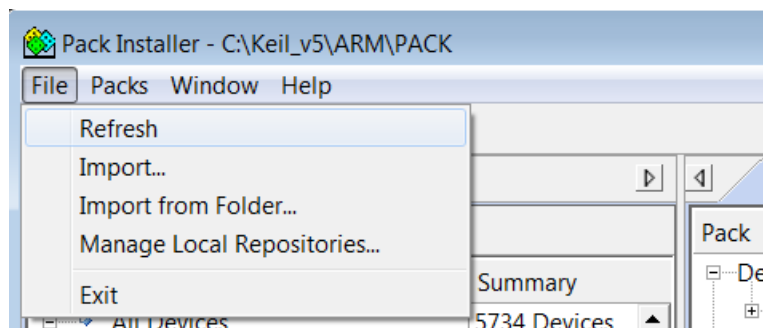 Pack Installer - C:\Keil_v5\ARM\PACK
File Packs Window Help
Refresh
Import...
Import from Folder...
Manage Local Repositories...
Pack
Summary
Exit
All Devices 5734 Devices